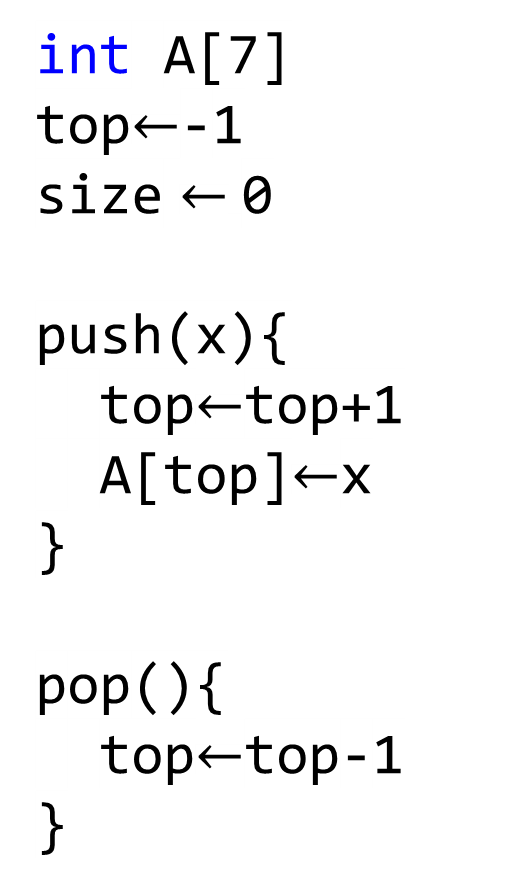 int A[7]
top←-1
size ← 0
push(x){
top←top+1
A[top]←x
}
pop(){
top←top-1
}